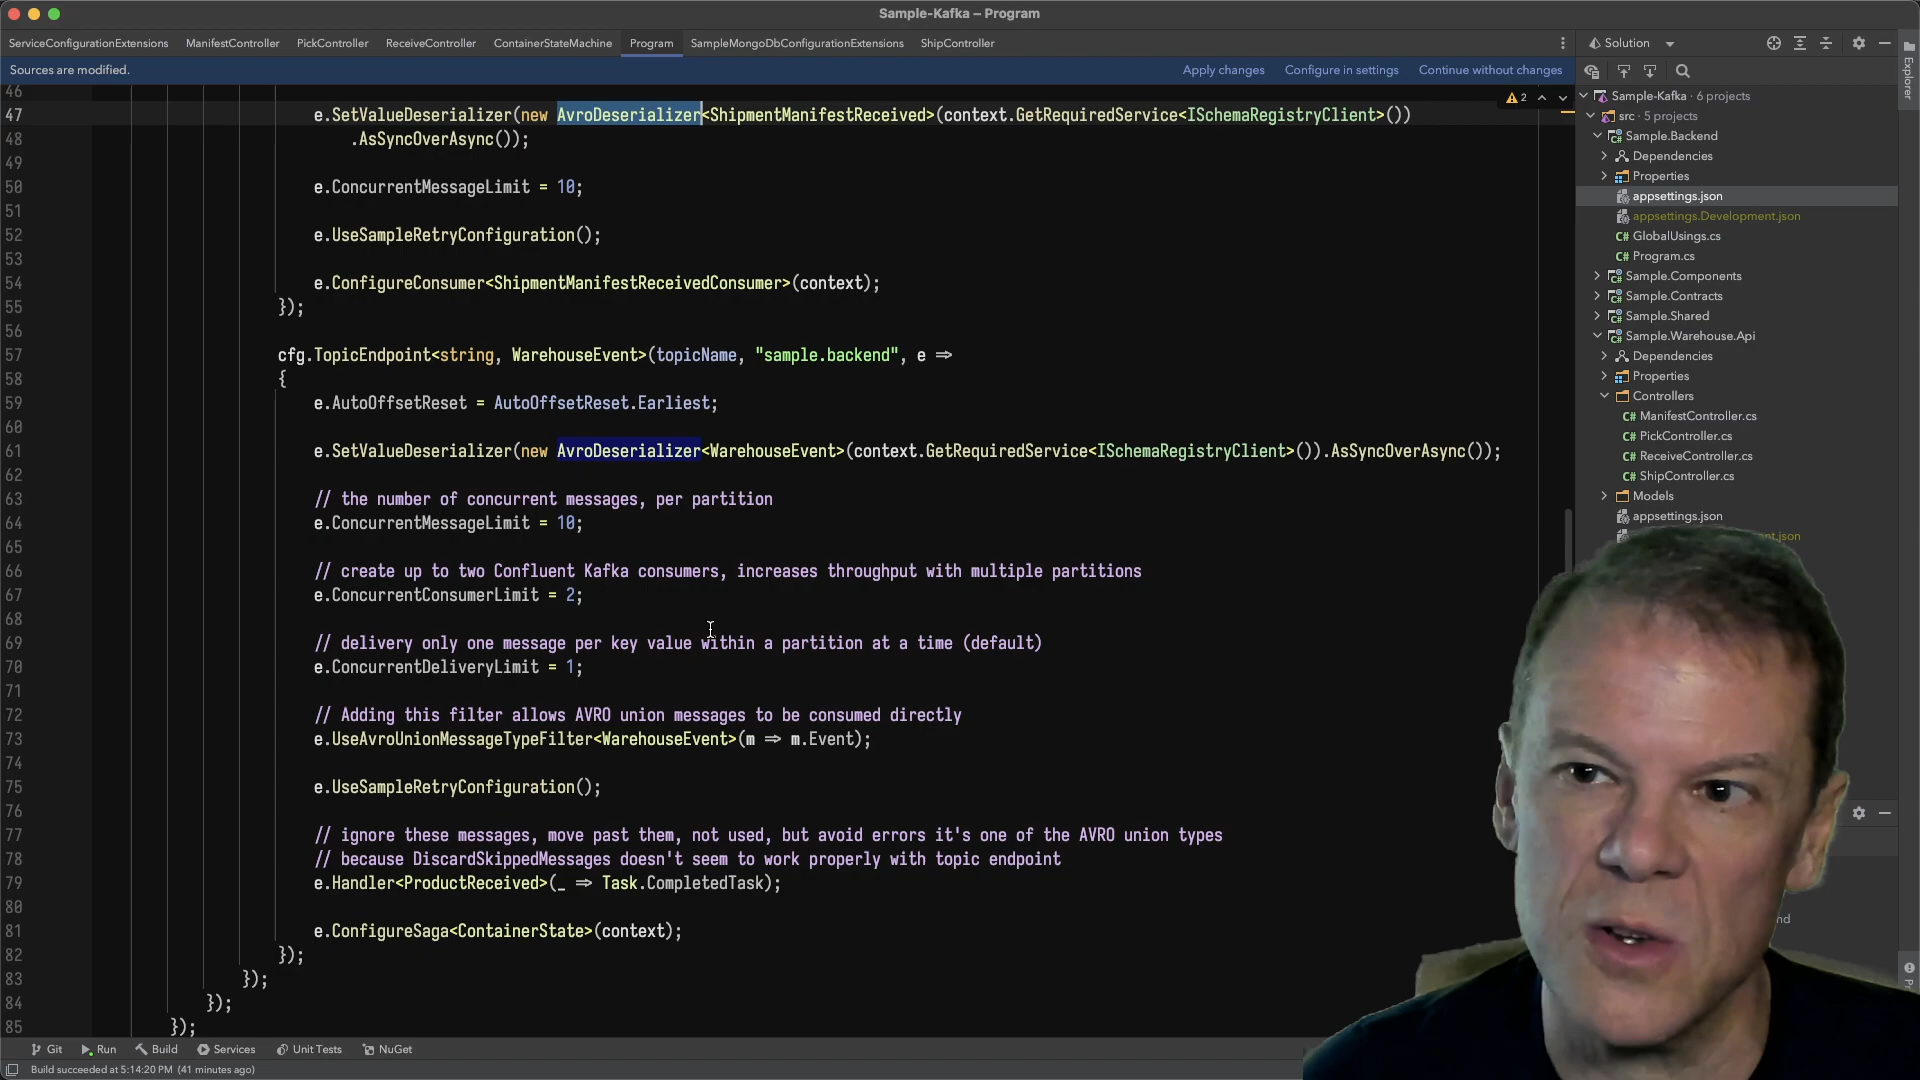 Sample-Kafka – Program
ServiceConfigurationExtensions ManifestController PickController ReceiveController ContainerStateMachine Program SampleMongoDbConfigurationExtensions ShipController
Solution
Sources are modified.
Apply changes Configure in settings Continue without changes
46
47 e.SetValueDeserializer(new AvroDeserializer<ShipmentManifestReceived>(context.GetRequiredService<ISchemaRegistryClient>())
2
48 .AsSyncOverAsync());
49
50 e.ConcurrentMessageLimit = 10;
51
52 e.UseSampleRetryConfiguration();
53
54 e.ConfigureConsumer<ShipmentManifestReceivedConsumer>(context);
55 });
56
57 cfg.TopicEndpoint<string, WarehouseEvent>(topicName, "sample.backend", e =>
58 {
59 e.AutoOffsetReset = AutoOffsetReset.Earliest;
60
61 e.SetValueDeserializer(new AvroDeserializer<WarehouseEvent>(context.GetRequiredService<ISchemaRegistryClient>()).AsSyncOverAsync());
62
63 // the number of concurrent messages, per partition
64 e.ConcurrentMessageLimit = 10;
65
66 // create up to two Confluent Kafka consumers, increases throughput with multiple partitions
67 e.ConcurrentConsumerLimit = 2;
68
69 // delivery only one message per key value within a partition at a time (default)
70 e.ConcurrentDeliveryLimit = 1;
71
72 // Adding this filter allows AVRO union messages to be consumed directly
73 e.UseAvroUnionMessageTypeFilter<WarehouseEvent>(m => m.Event);
74
75 e.UseSampleRetryConfiguration();
76
77 // ignore these messages, move past them, not used, but avoid errors it's one of the AVRO union types
78 // because DiscardSkippedMessages doesn't seem to work properly with topic endpoint
79 e.Handler<ProductReceived>(_ => Task.CompletedTask);
80
81 e.ConfigureSaga<ContainerState>(context);
82 });
83 });
84 });
85 });
Explorer
Sample-Kafka · 6 projects
src · 5 projects
Sample.Backend
Dependencies
Properties
appsettings.json
appsettings.Development.json
C# GlobalUsings.cs
C# Program.cs
Sample.Components
Sample.Contracts
Sample.Shared
Sample.Warehouse.Api
Dependencies
Properties
Controllers
C# ManifestController.cs
C# PickController.cs
C# ReceiveController.cs
C# ShipController.cs
Models
appsettings.json
Git Run Build Services Unit Tests NuGet
Build succeeded at 5:14:20 PM (41 minutes ago)